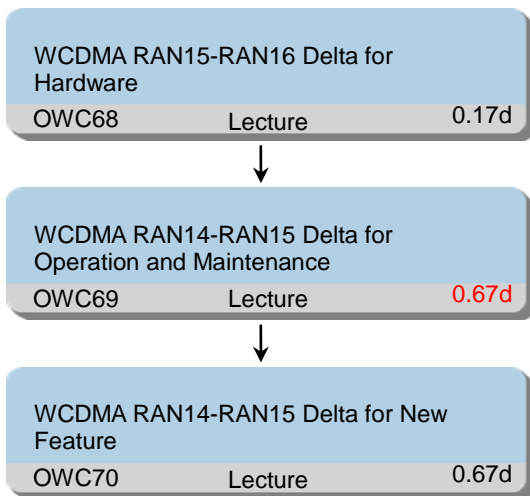 WCDMA RAN15-RAN16 Delta for
Hardware
OWC68 Lecture 0.17d
WCDMA RAN14-RAN15 Delta for
Operation and Maintenance
OWC69 Lecture 0.67d
WCDMA RAN14-RAN15 Delta for New
Feature
OWC70 Lecture 0.67d